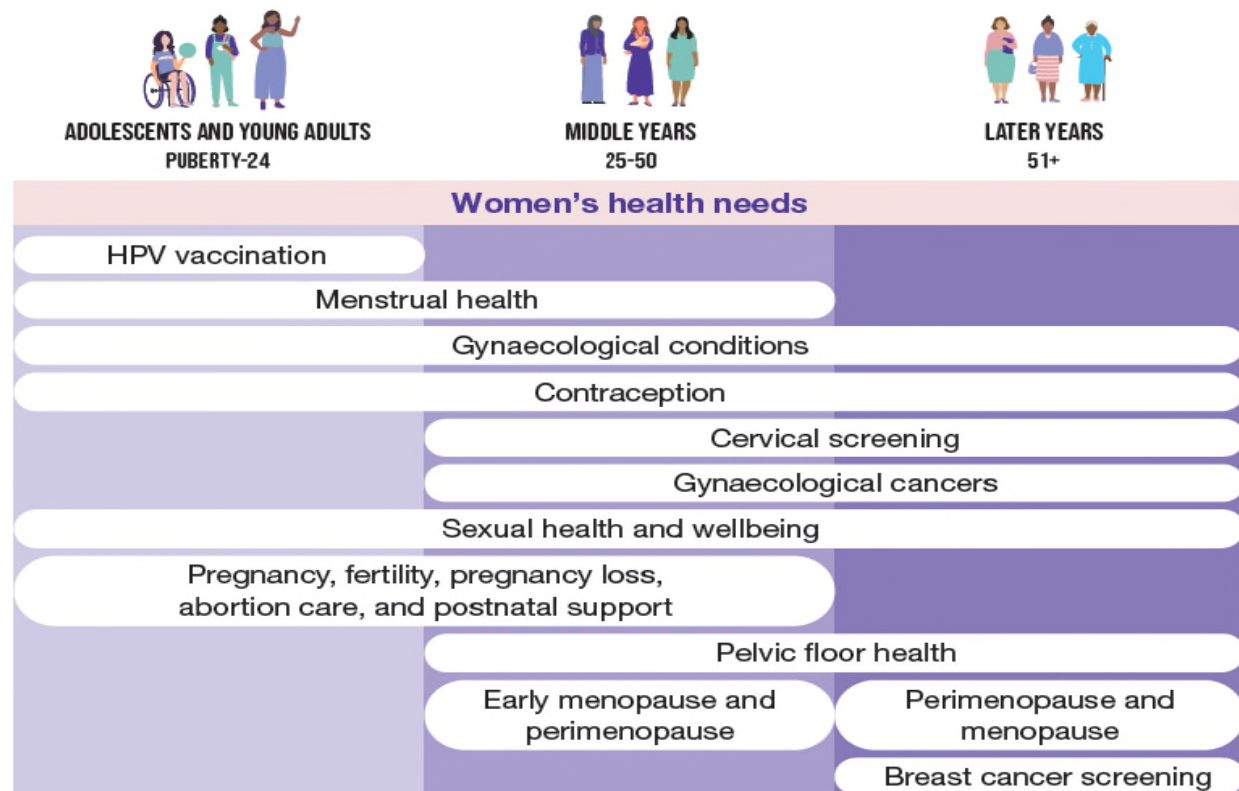 ADOLESCENTS AND YOUNG ADULTS
PUBERTY-24
MIDDLE YEARS
25-50
LATER YEARS
51+
Women's health needs
HPV vaccination
Menstrual health
Gynaecological conditions
Contraception
Cervical screening
Gynaecological cancers
Sexual health and wellbeing
Pregnancy, fertility, pregnancy loss,
abortion care, and postnatal support
Pelvic floor health
Early menopause and
perimenopause
Perimenopause and
menopause
Breast cancer screening